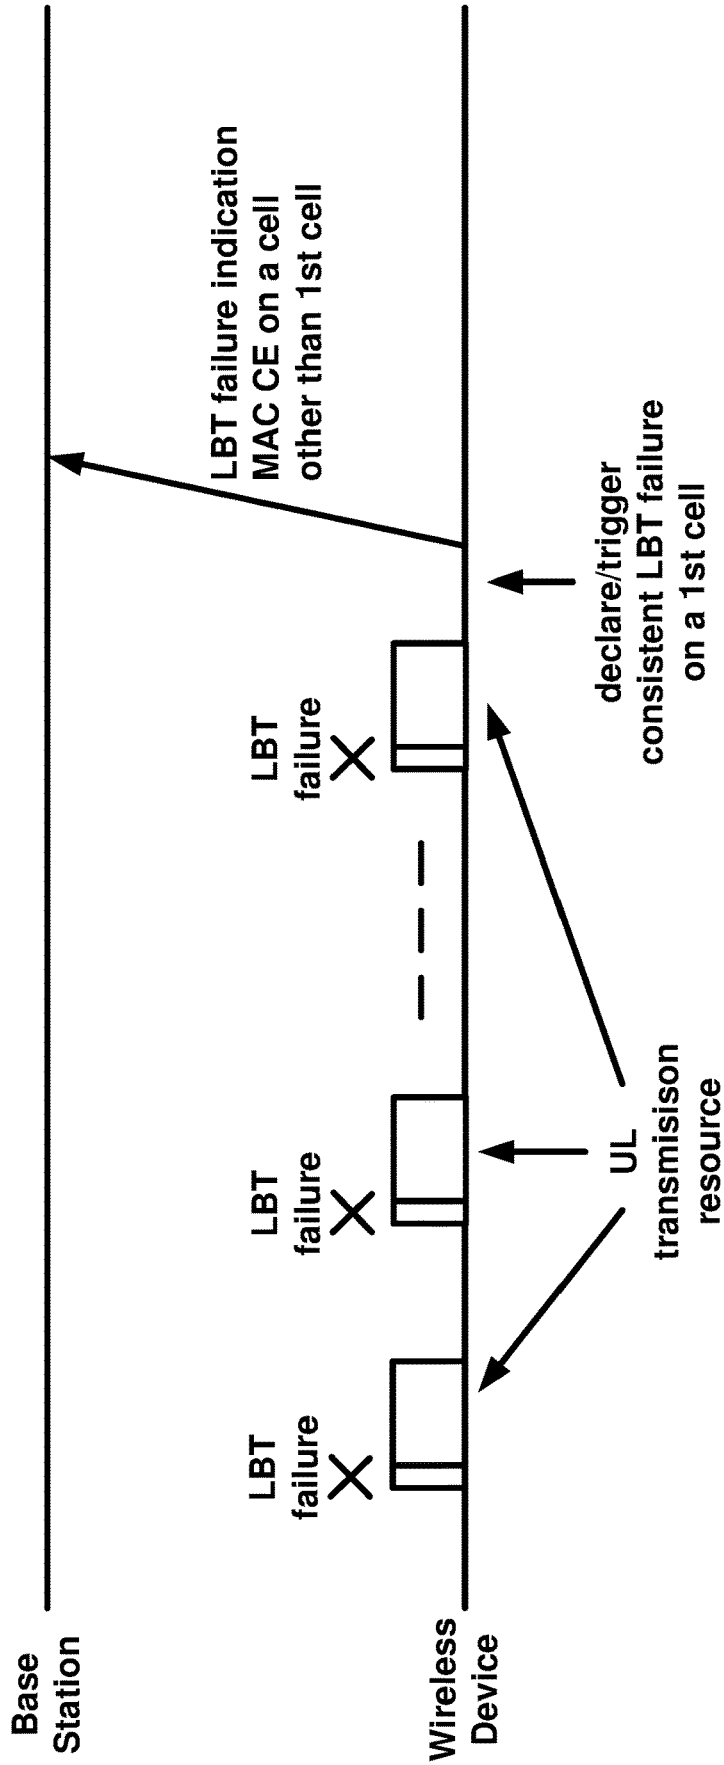 Base
Station
LBT failure indication
MAC CE on a cell
other than 1st cell
LBT
failure
LBT
failure
LBT
failure
Wireless
Device
UL
transmisison
resource
declare/trigger
consistent LBT failure
on a 1st cell